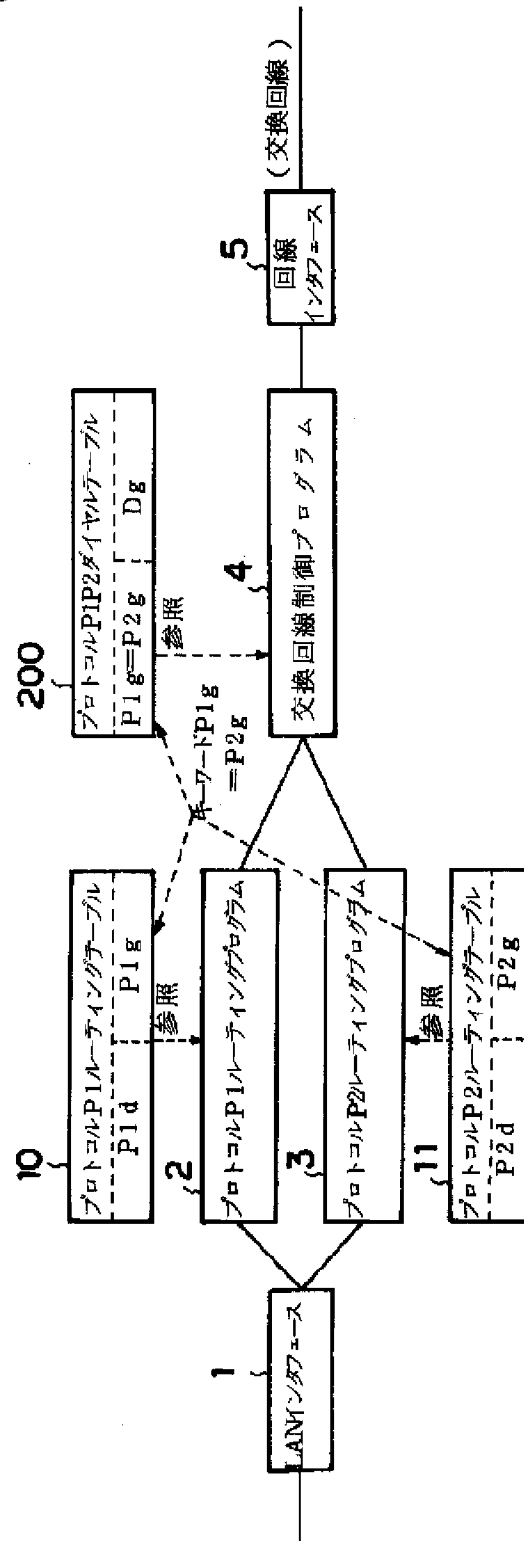 10
プロトコルP1ルーティングテーブル
P1d
P1g
参照
2
プロトコルP1ルーティングプログラム
1
LANインタフェース
3
プロトコルP2ルーティングプログラム
参照
11
プロトコルP2ルーティングテーブル
P2d
P2g
キーワードP1g
=P2g
200
プロトコルP1P2ダイヤルテーブル
P1g=P2g
Dg
参照
4
交換回線制御プログラム
5
回線
インタフェース
(交換回線)